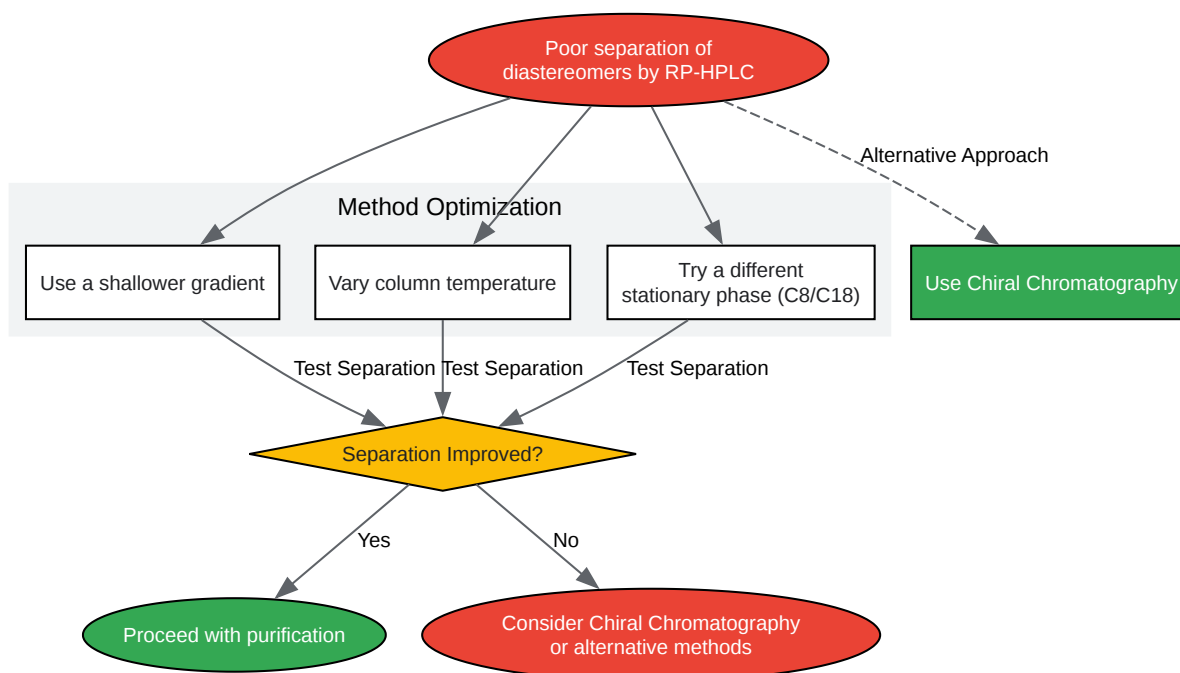 Poor separation of
diastereomers by RP-HPLC
Alternative Approach
Method Optimization
Use a shallower gradient
Vary column temperature
Try a different
stationary phase (C8/C18)
Use Chiral Chromatography
Test Separation
Test Separation
Test Separation
Separation Improved?
Yes
No
Proceed with purification
Consider Chiral Chromatography
or alternative methods